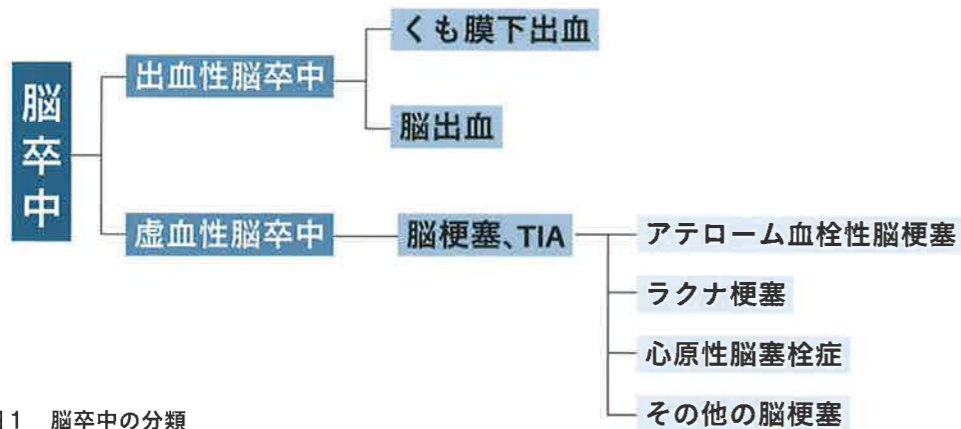 脳卒中
出血性脳卒中
くも膜下出血
脳出血
虚血性脳卒中
脳梗塞、TIA
アテローム血栓性脳梗塞
ラクナ梗塞
心原性脳塞栓症
その他の脳梗塞
1 脳卒中の分類